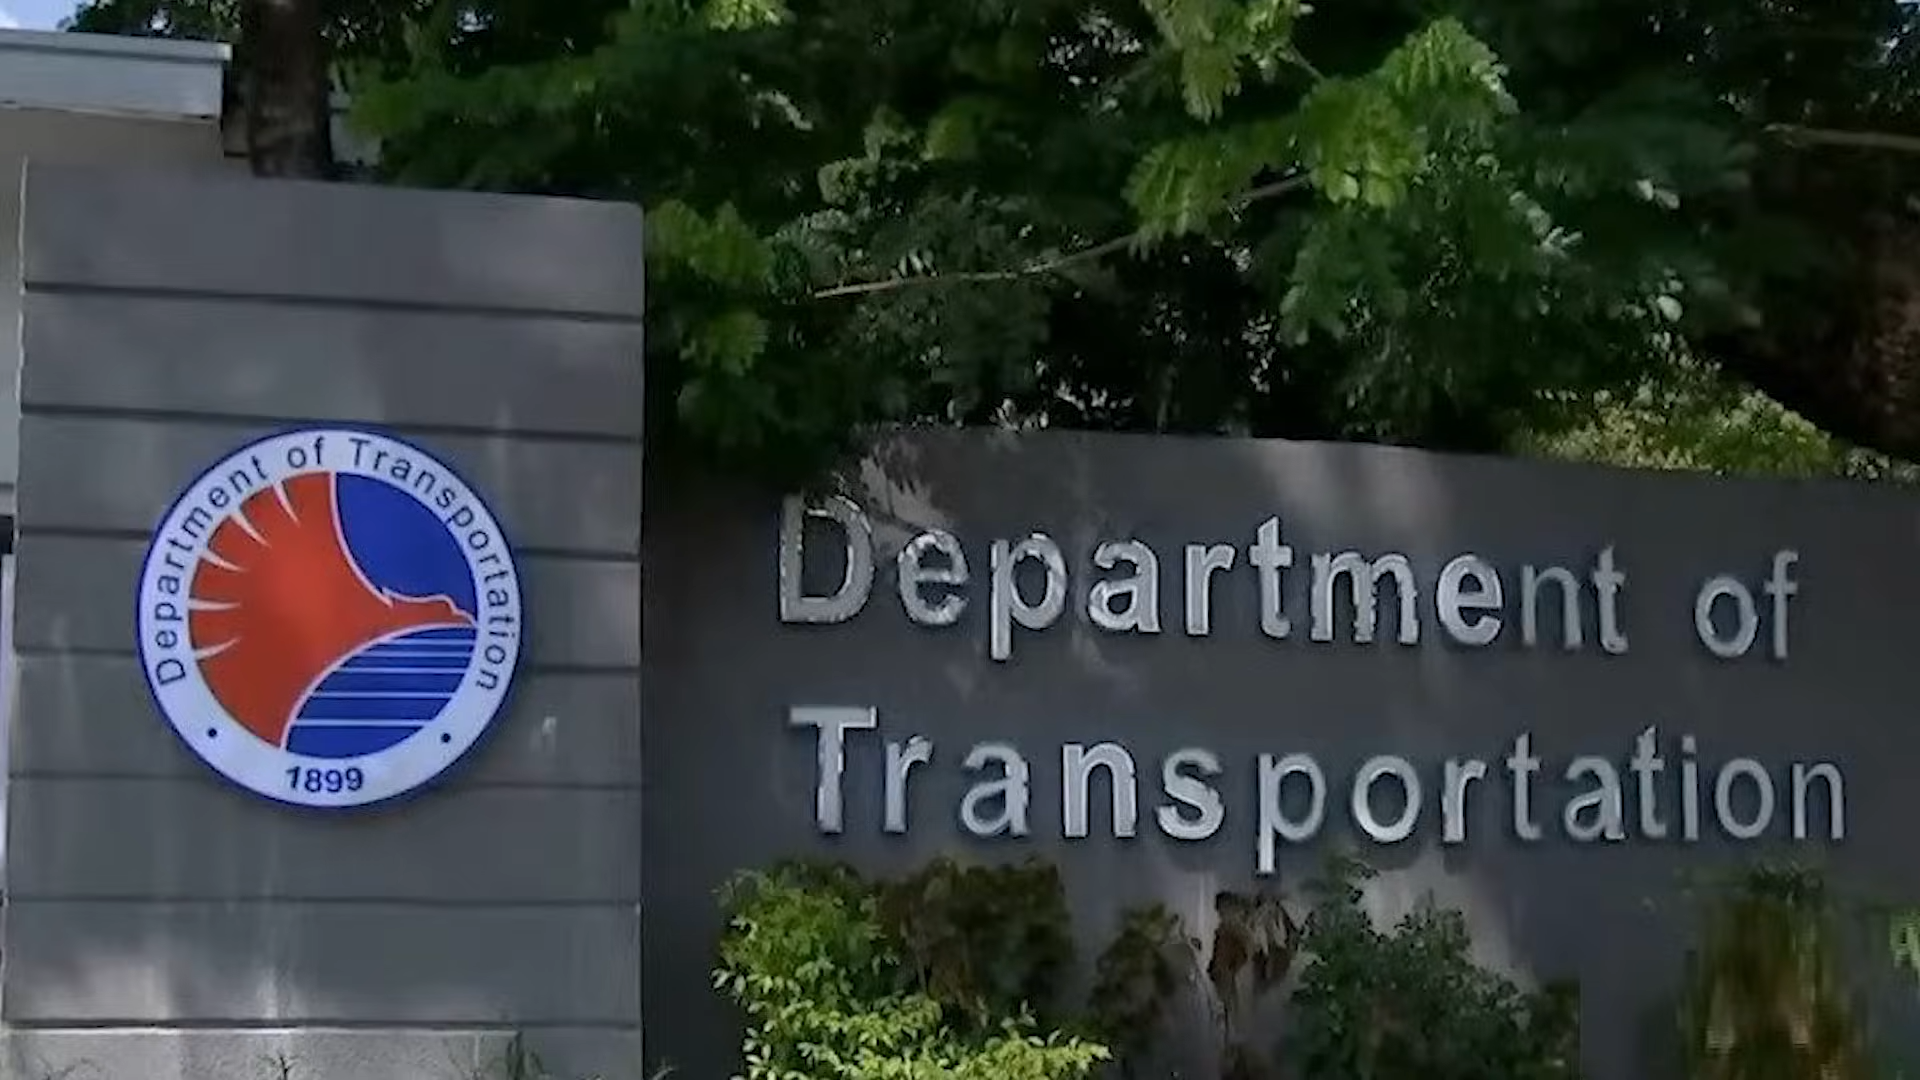 Department of Transportation
1899
Department of
Transportation